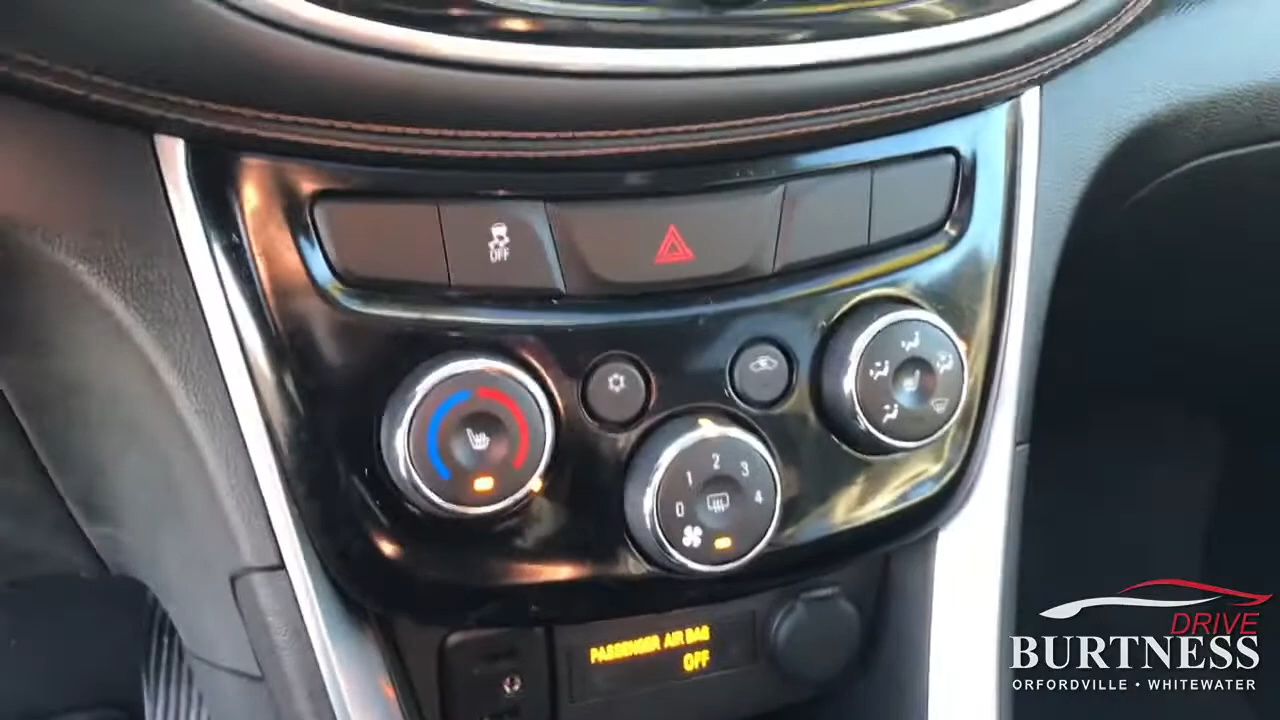 OFF
1 2 3
0 4
PASSENGER AIR BAG
OFF
DRIVE
BURTNESS
ORFORDVILLE • WHITEWATER